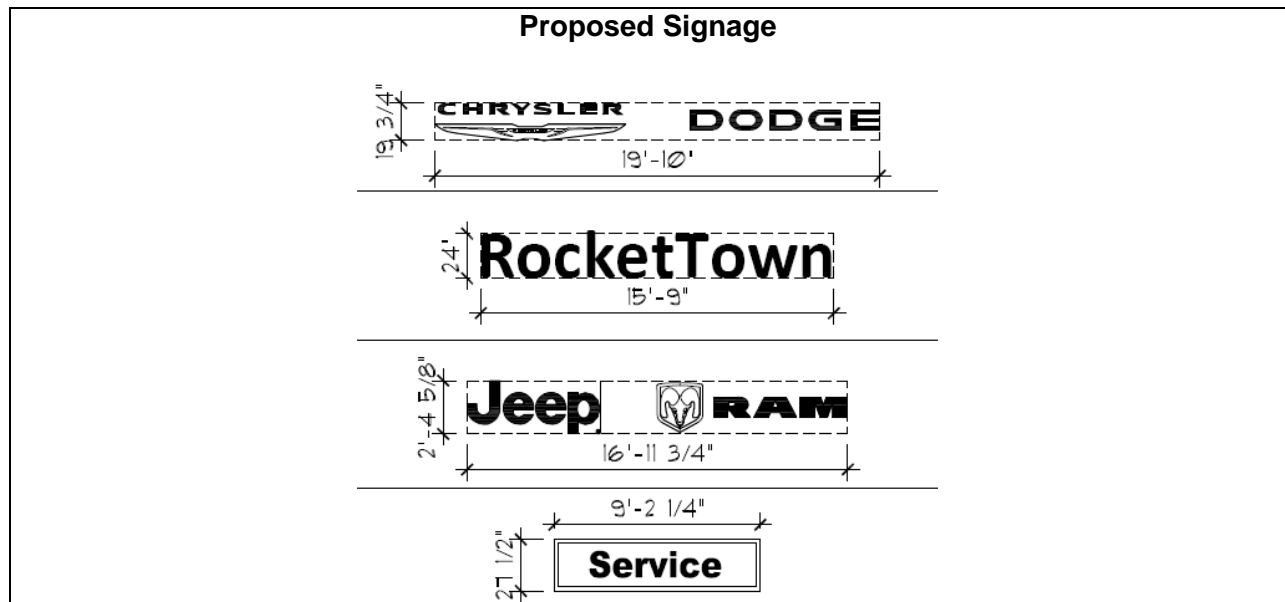 Proposed Signage
19 3/4"
CHRYSLER DODGE
19'-10'
24'
RocketTown
15'-9"
2'-4 5/8"
Jeep RAM
16'-11 3/4"
9'-2 1/4"
27 1/2"
Service